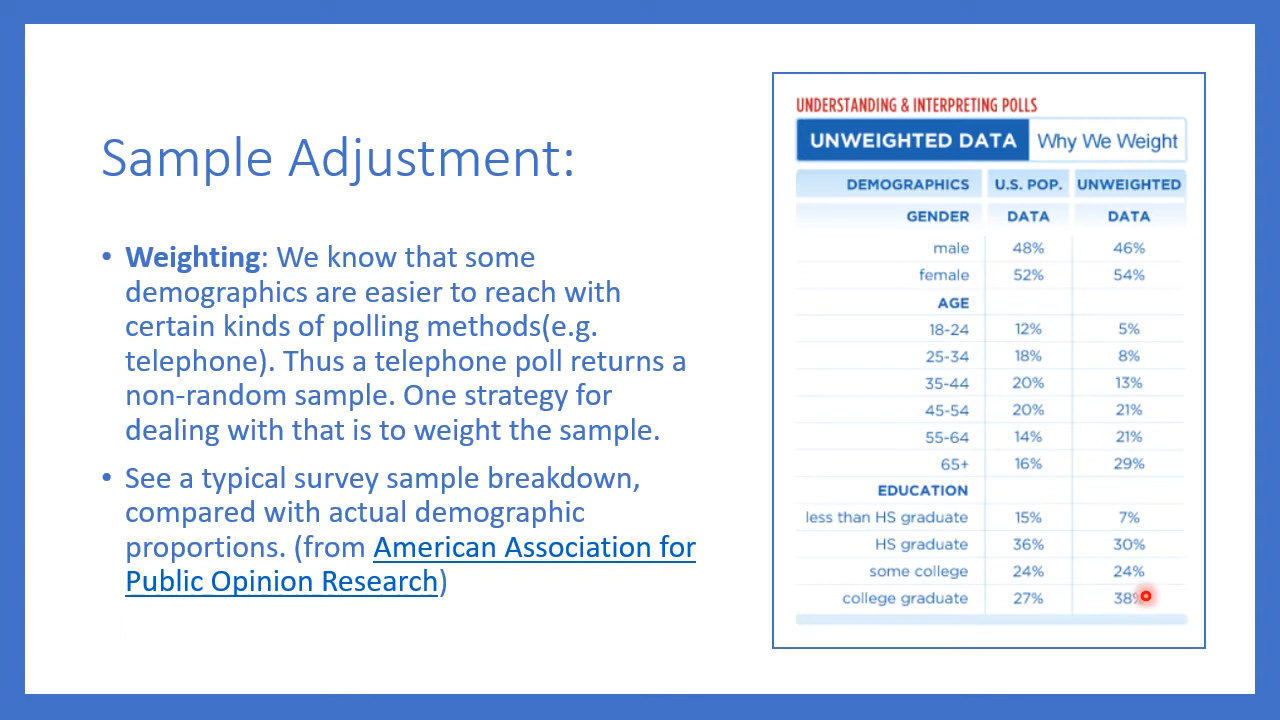 Sample Adjustment:
• Weighting: We know that some
demographics are easier to reach with
certain kinds of polling methods(e.g.
telephone). Thus a telephone poll returns a
non-random sample. One strategy for
dealing with that is to weight the sample.
• See a typical survey sample breakdown,
compared with actual demographic
proportions. (from American Association for
Public Opinion Research)
UNDERSTANDING & INTERPRETING POLLS
UNWEIGHTED DATA Why We Weight
DEMOGRAPHICS U.S. POP. UNWEIGHTED
GENDER DATA DATA
male 48% 46%
female 52% 54%
AGE
18-24 12% 5%
25-34 18% 8%
35-44 20% 13%
45-54 20% 21%
55-64 14% 21%
65+ 16% 29%
EDUCATION
less than HS graduate 15% 7%
HS graduate 36% 30%
some college 24% 24%
college graduate 27% 38%